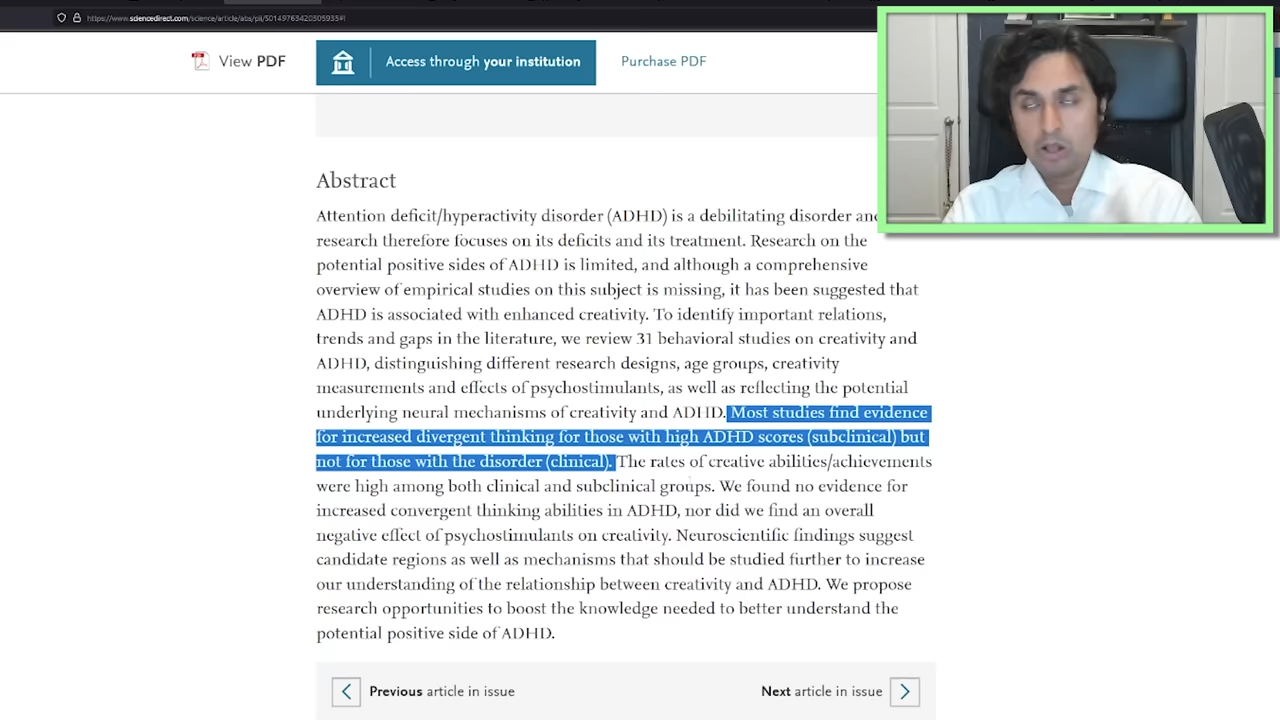 https://www.sciencedirect.com/science/article/abs/pii/S0149763420305935#!
View PDF
Access through your institution
Purchase PDF
Abstract
Attention deficit/hyperactivity disorder (ADHD) is a debilitating disorder and
research therefore focuses on its deficits and its treatment. Research on the
potential positive sides of ADHD is limited, and although a comprehensive
overview of empirical studies on this subject is missing, it has been suggested that
ADHD is associated with enhanced creativity. To identify important relations,
trends and gaps in the literature, we review 31 behavioral studies on creativity and
ADHD, distinguishing different research designs, age groups, creativity
measurements and effects of psychostimulants, as well as reflecting the potential
underlying neural mechanisms of creativity and ADHD. Most studies find evidence
for increased divergent thinking for those with high ADHD scores (subclinical) but
not for those with the disorder (clinical). The rates of creative abilities/achievements
were high among both clinical and subclinical groups. We found no evidence for
increased convergent thinking abilities in ADHD, nor did we find an overall
negative effect of psychostimulants on creativity. Neuroscientific findings suggest
candidate regions as well as mechanisms that should be studied further to increase
our understanding of the relationship between creativity and ADHD. We propose
research opportunities to boost the knowledge needed to better understand the
potential positive side of ADHD.
Previous article in issue
Next article in issue